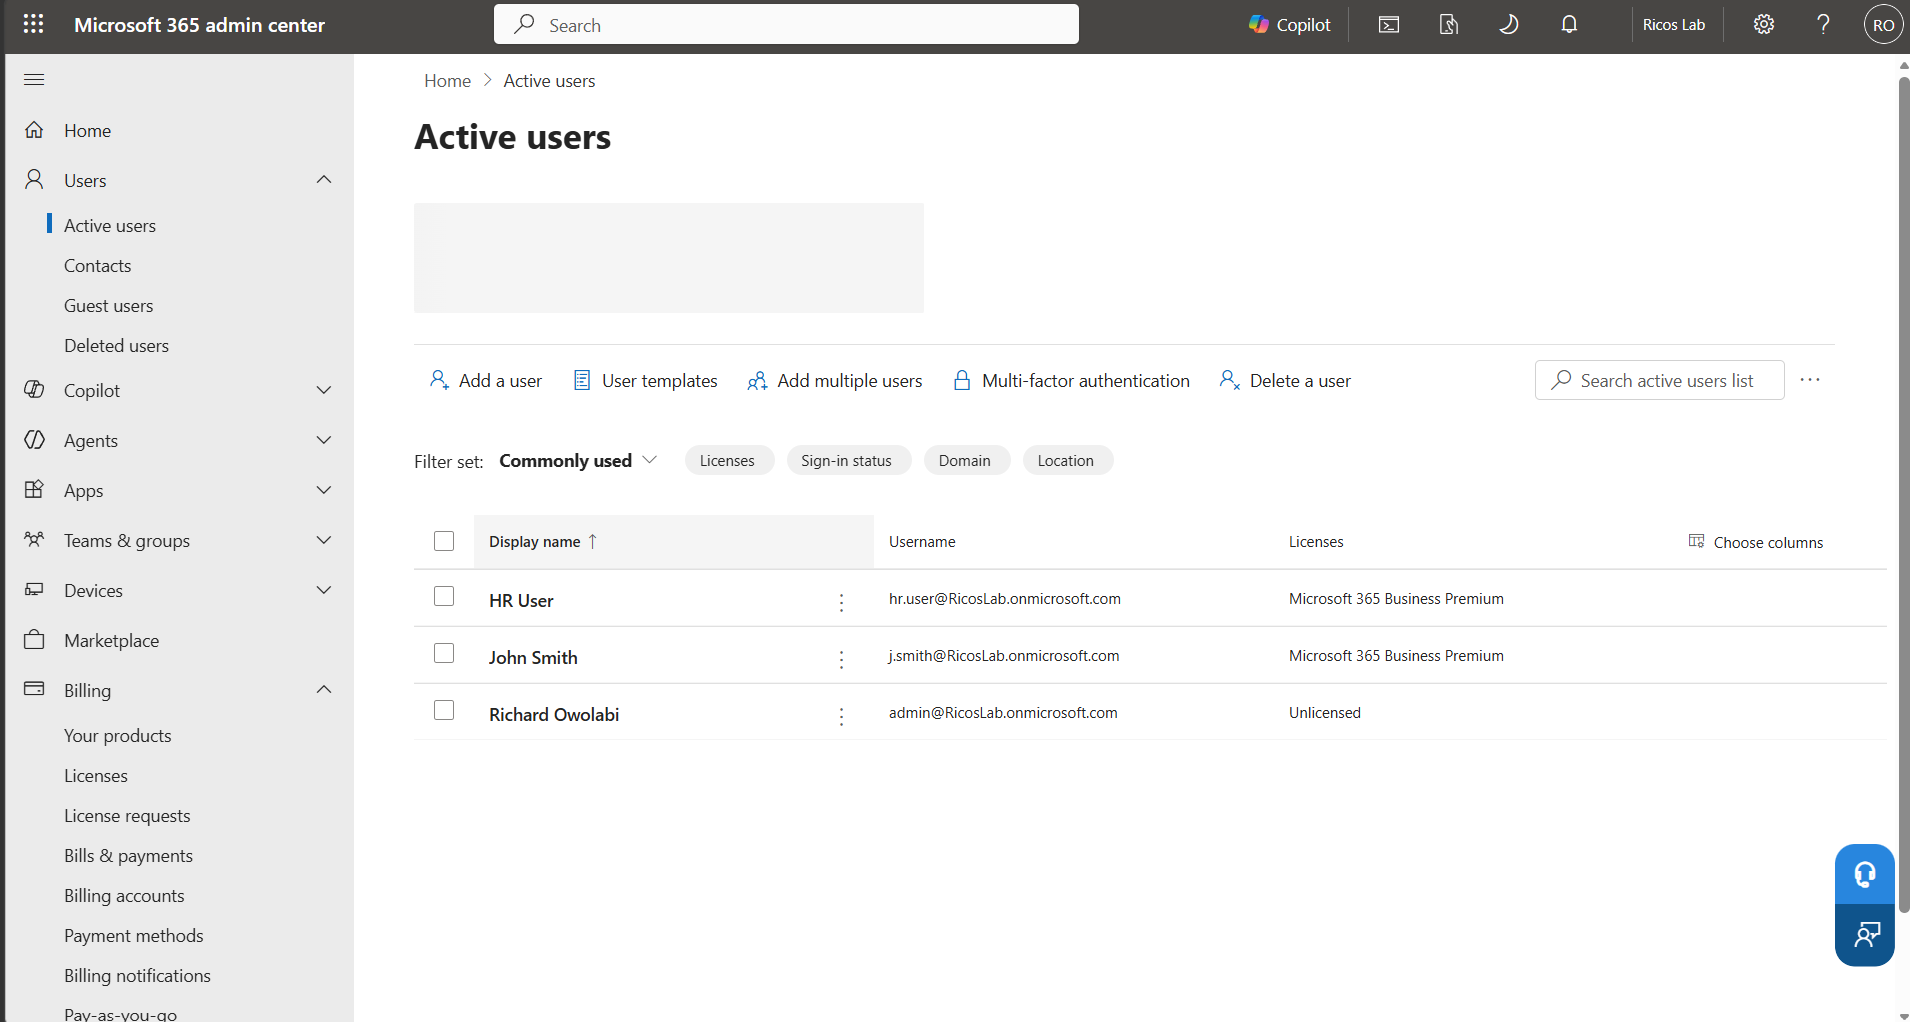 Microsoft 365 admin center
Search
Copilot
Ricos Lab
RO
Home
Users
Active users
Contacts
Guest users
Deleted users
Copilot
Agents
Apps
Teams & groups
Devices
Marketplace
Billing
Your products
Licenses
License requests
Bills & payments
Billing accounts
Payment methods
Billing notifications
Pay-as-you-go
Home > Active users
Active users
Add a user User templates Add multiple users Multi-factor authentication Delete a user Search active users list
Filter set: Commonly used Licenses Sign-in status Domain Location
Display name ↑ Username Licenses Choose columns
HR User hr.user@RicosLab.onmicrosoft.com Microsoft 365 Business Premium
John Smith j.smith@RicosLab.onmicrosoft.com Microsoft 365 Business Premium
Richard Owolabi admin@RicosLab.onmicrosoft.com Unlicensed